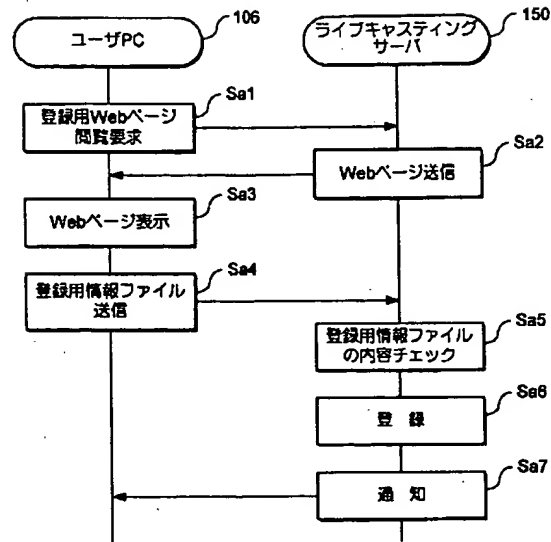 ユーザPC
106
ライブキャスティング
サーバ
150
登録用Webページ
閲覧要求
Sa1
Webページ送信
Sa2
Webページ表示
Sa3
登録用情報ファイル
送信
Sa4
登録用情報ファイル
の内容チェック
Sa5
登 録
Sa6
通 知
Sa7